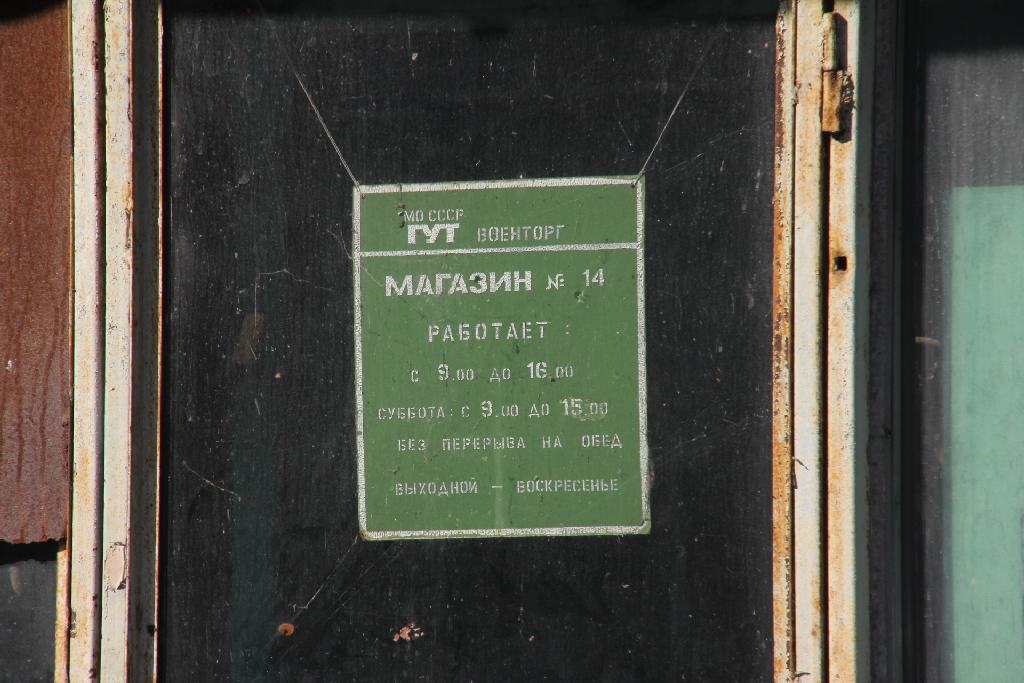 МО СССР
ГУТ ВОЕНТОРГ
МАГАЗИН № 14
РАБОТАЕТ :
С 9.00 ДО 16.00
СУББОТА: С 9.00 ДО 15.00
БЕЗ ПЕРЕРЫВА НА ОБЕД
ВЫХОДНОЙ — ВОСКРЕСЕНЬЕ